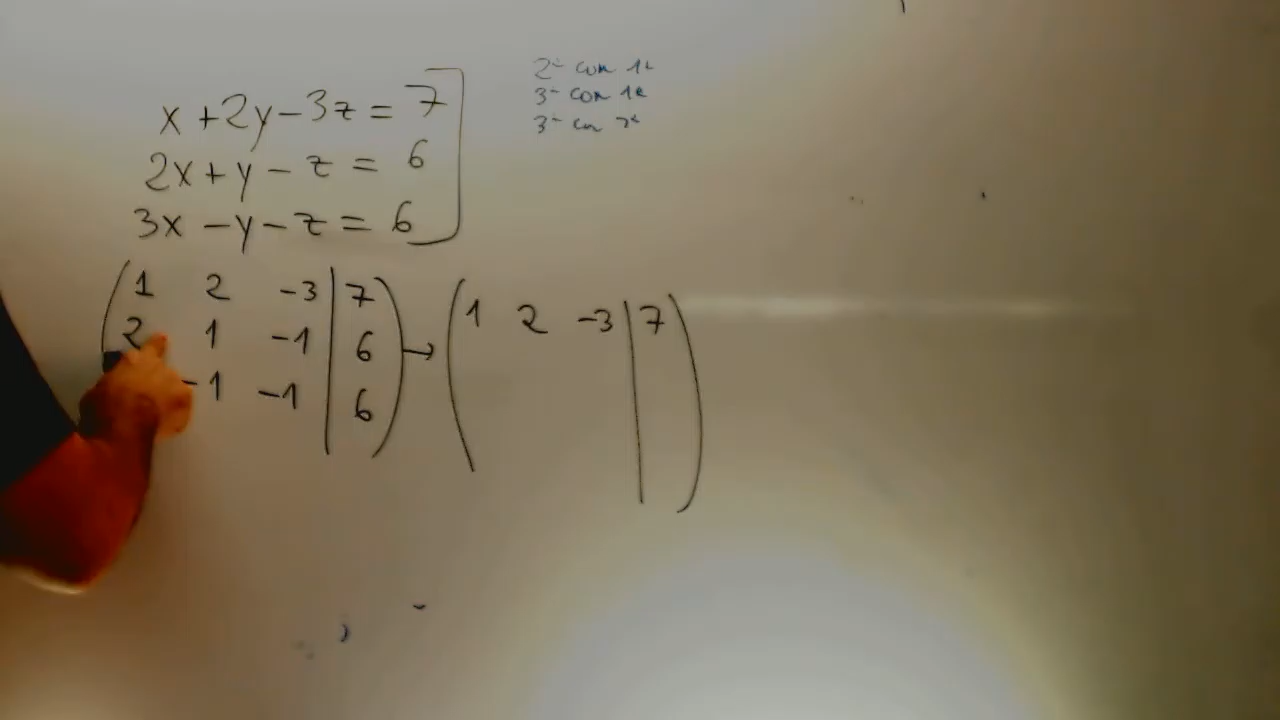 x + 2y - 3z = 7
2x + y - z = 6
3x - y - z = 6
2ª con 1ª
3ª con 1ª
3ª con 2ª
1 2 -3 | 7
2 1 -1 | 6
-1 -1 | 6
→
1 2 -3 | 7